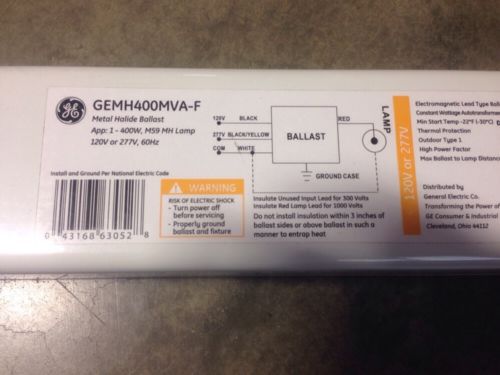 GE
GEMH400MVA-F
Metal Halide Ballast
App: 1 - 400W, M59 MH Lamp
120V or 277V, 60Hz
Install and Ground Per National Electric Code
0 43168 63052 8
WARNING
RISK OF ELECTRIC SHOCK
- Turn power off
before servicing
- Properly ground
ballast and fixture
120V BLACK
277V BLACK/YELLOW
COM WHITE
BALLAST
RED
LAMP
GROUND CASE
Insulate Unused Input Lead for 300 Volts
Insulate Red Lamp Lead for 1000 Volts
Do not install insulation within 3 inches of
ballast sides or above ballast in such
a manner to entrap heat
120V or 277V
Electromagnetic Lead Type Ball
Constant Wattage Autotransformer
Min Start Temp -22°F (-30°C)
Thermal Protection
Outdoor Type 1
High Power Factor
Max Ballast to Lamp Distance
Distributed by
General Electric Co.
Transforming the Power of
GE Consumer & Industrial
Cleveland, Ohio 44112